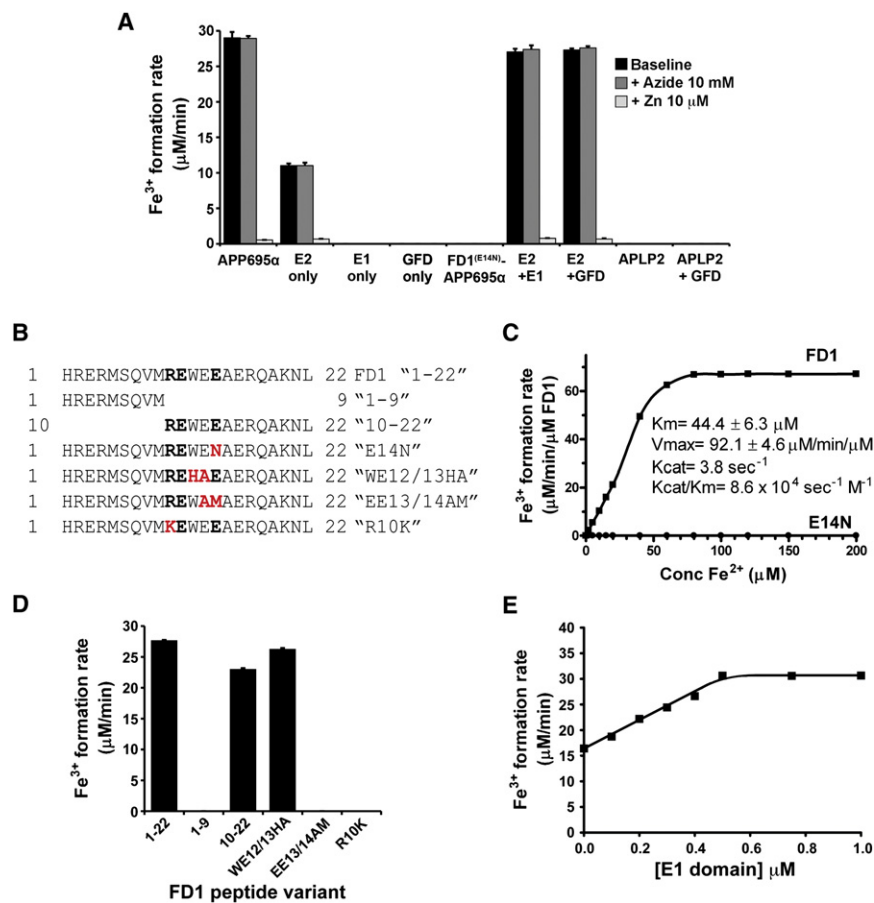 A
Fe³⁺ formation rate
(μM/min)
35
30
25
20
15
10
5
0
Baseline
+ Azide 10 mM
+ Zn 10 μM
APP695α
E2 only
E1 only
GFD only
FD1(E14N)-APP695α
E2 +E1
E2 +GFD
APLP2
APLP2 + GFD
B
1 HRERMSQVMREWEEAERQAKNL 22 FD1 "1-22"
1 HRERMSQVM 9 "1-9"
10 REWEEAERQAKNL 22 "10-22"
1 HRERMSQVMREWENAERQAKNL 22 "E14N"
1 HRERMSQVMREHAEAERQAKNL 22 "WE12/13HA"
1 HRERMSQVMREWAMAERQAKNL 22 "EE13/14AM"
1 HRERMSQVMKEWEEAERQAKNL 22 "R10K"
C
Fe³⁺ formation rate
(μM/min/μM FD1)
60
40
20
0
FD1
Km= 44.4 ± 6.3 μM
Vmax= 92.1 ± 4.6 μM/min/μM
Kcat= 3.8 sec⁻¹
Kcat/Km= 8.6 x 10⁴ sec⁻¹ M⁻¹
E14N
0 50 100 150 200
Conc Fe²⁺ (μM)
D
Fe³⁺ formation rate
(μM/min)
30
25
20
15
10
5
0
1-22
1-9
10-22
WE12/13HA
EE13/14AM
R10K
FD1 peptide variant
E
Fe³⁺ formation rate
(μM/min)
40
35
30
25
20
15
10
5
0
0.0 0.2 0.4 0.6 0.8 1.0
[E1 domain] μM